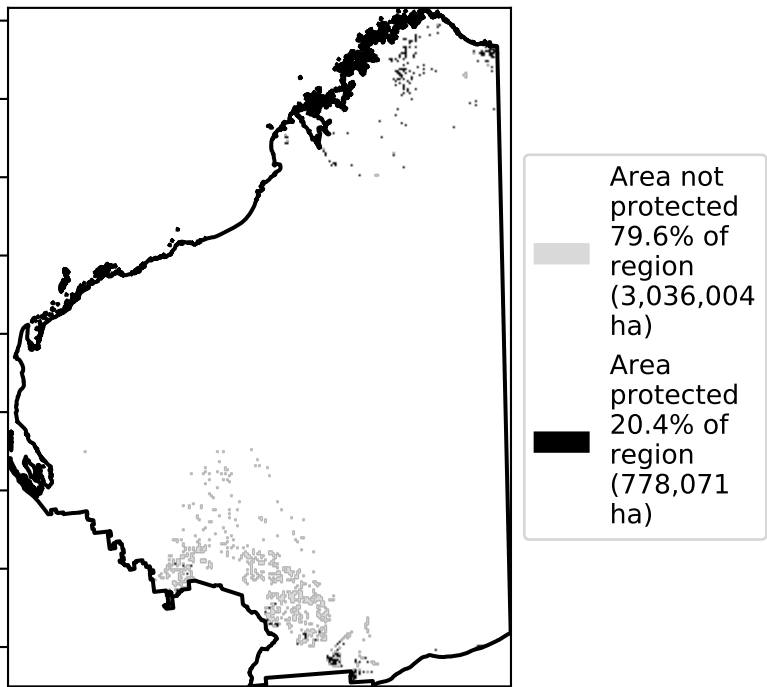 Area not
protected
79.6% of
region
(3,036,004
ha)
Area
protected
20.4% of
region
(778,071
ha)